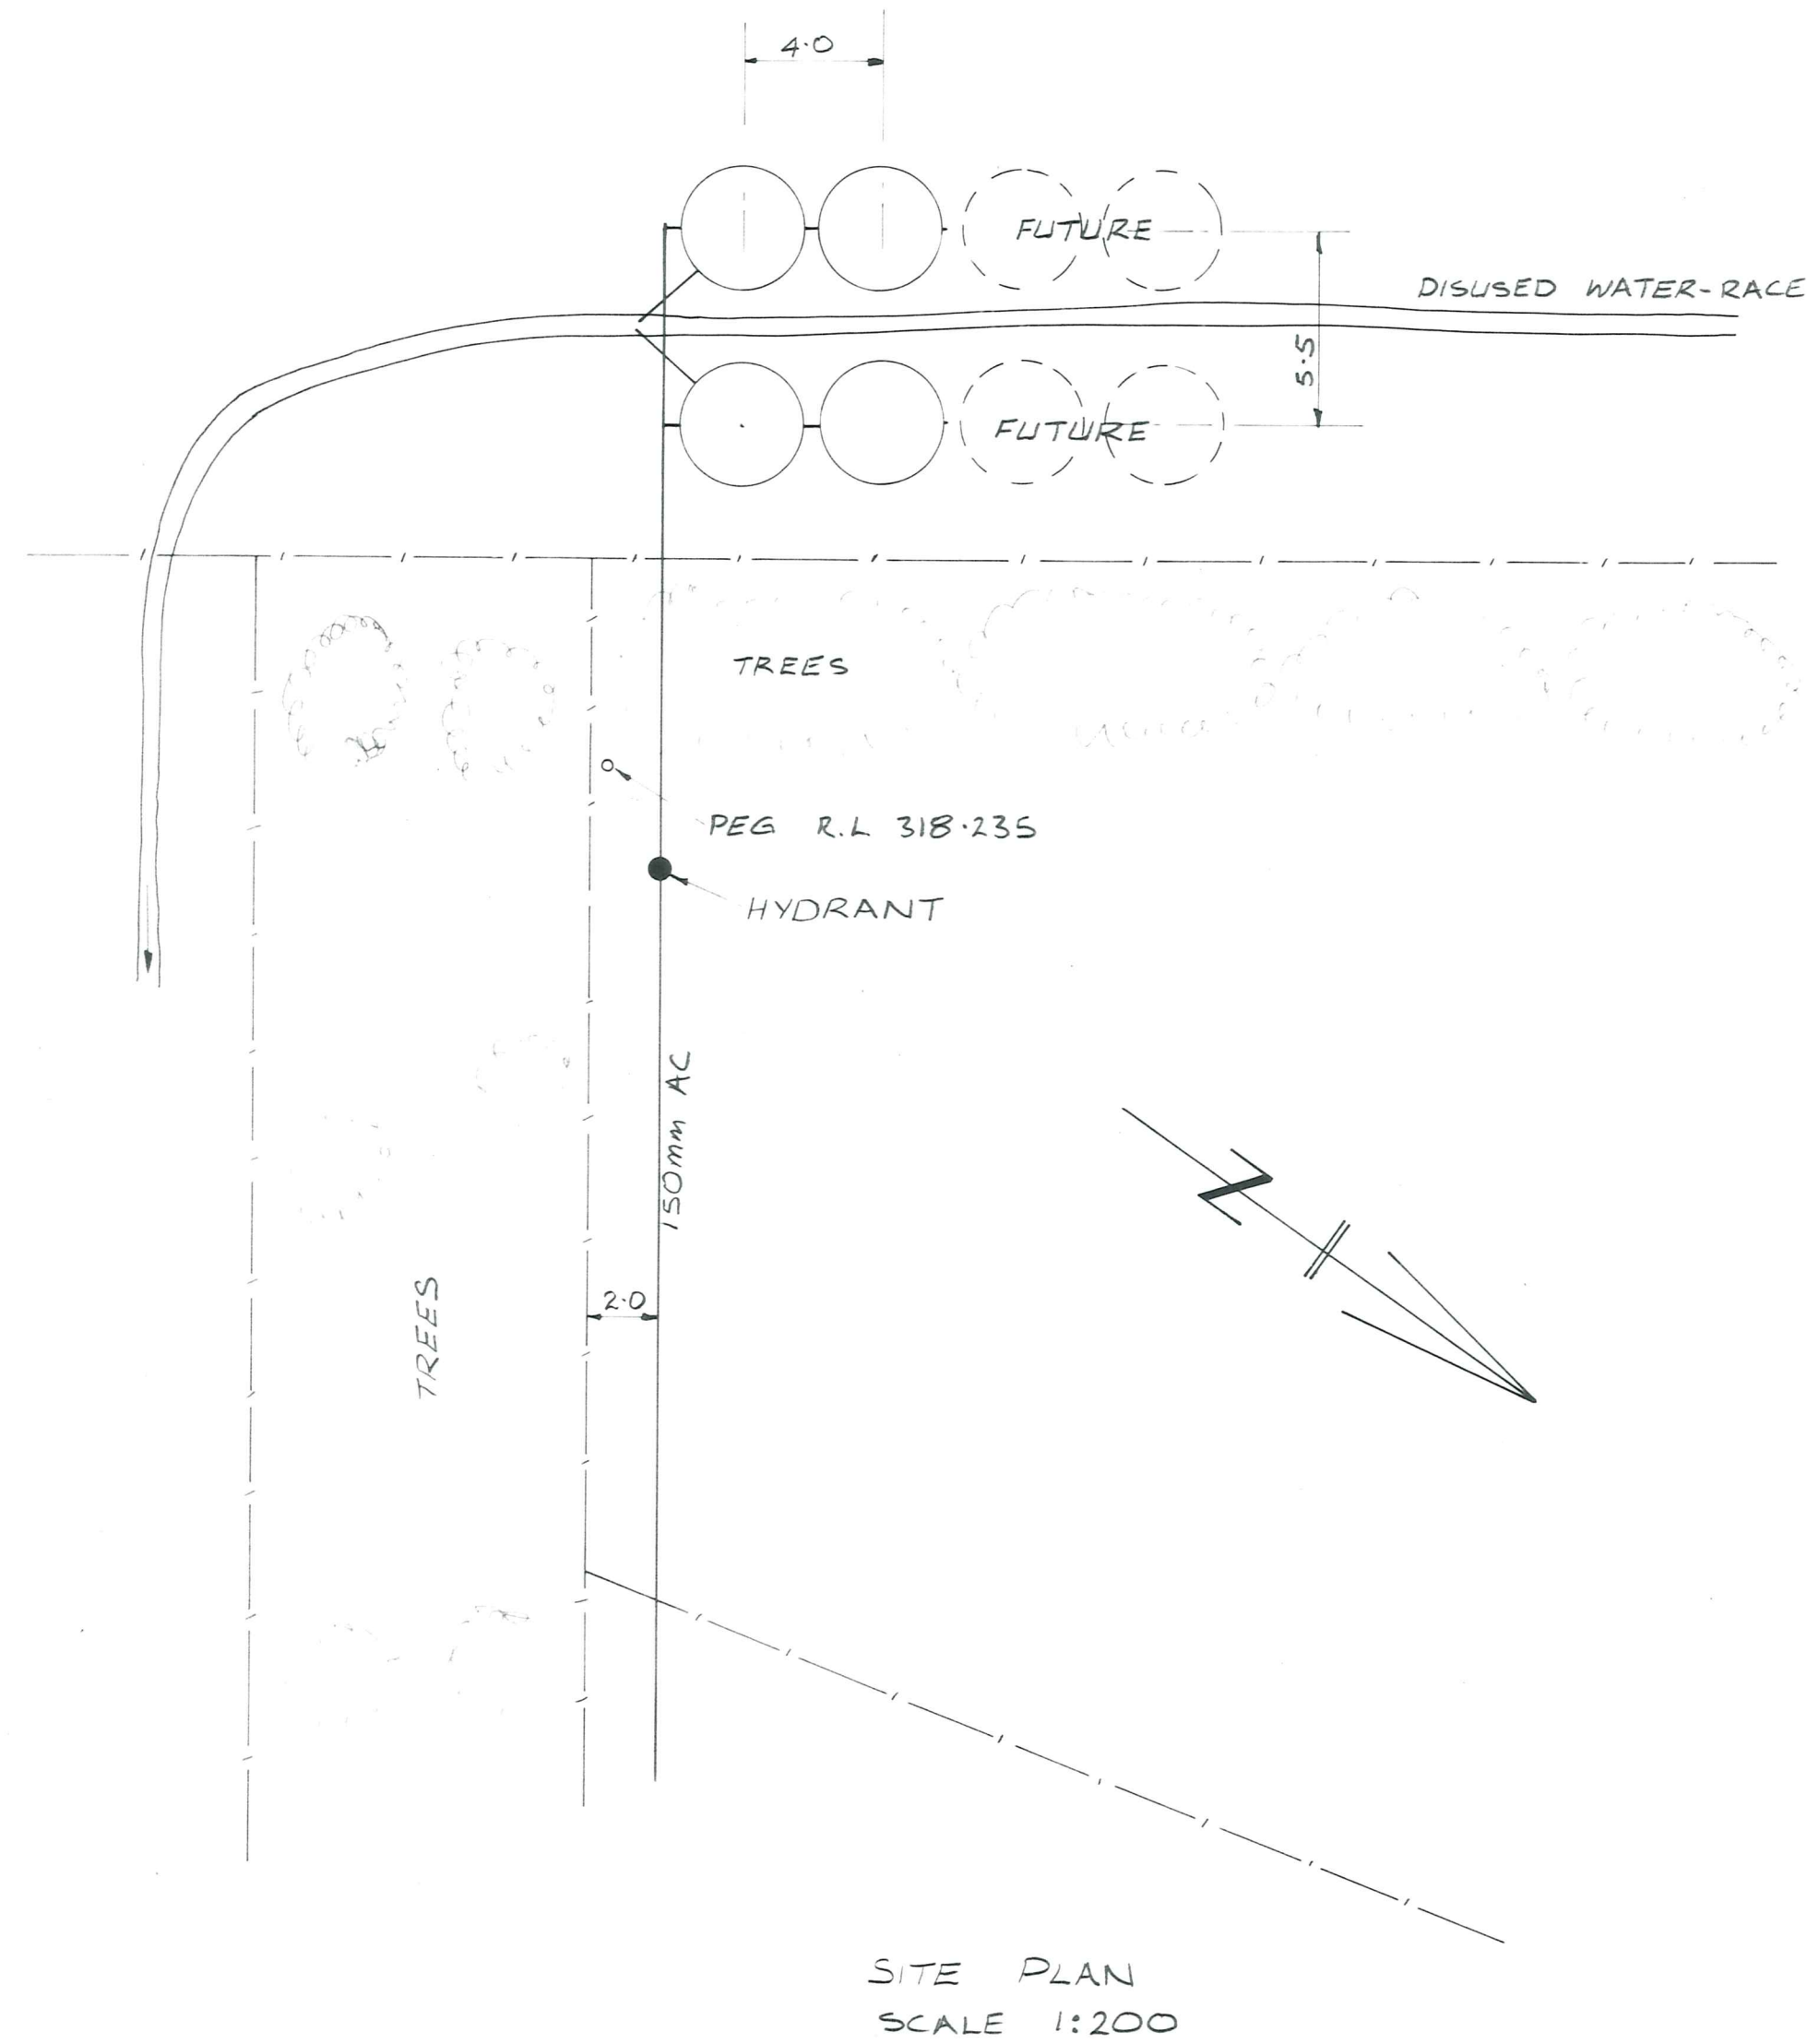 4.0
FUTURE
DISUSED WATER-RACE
5.5
FUTURE
TREES
PEG R.L 318.235
HYDRANT
150mm AC
N
2.0
TREES
SITE PLAN
SCALE 1:200